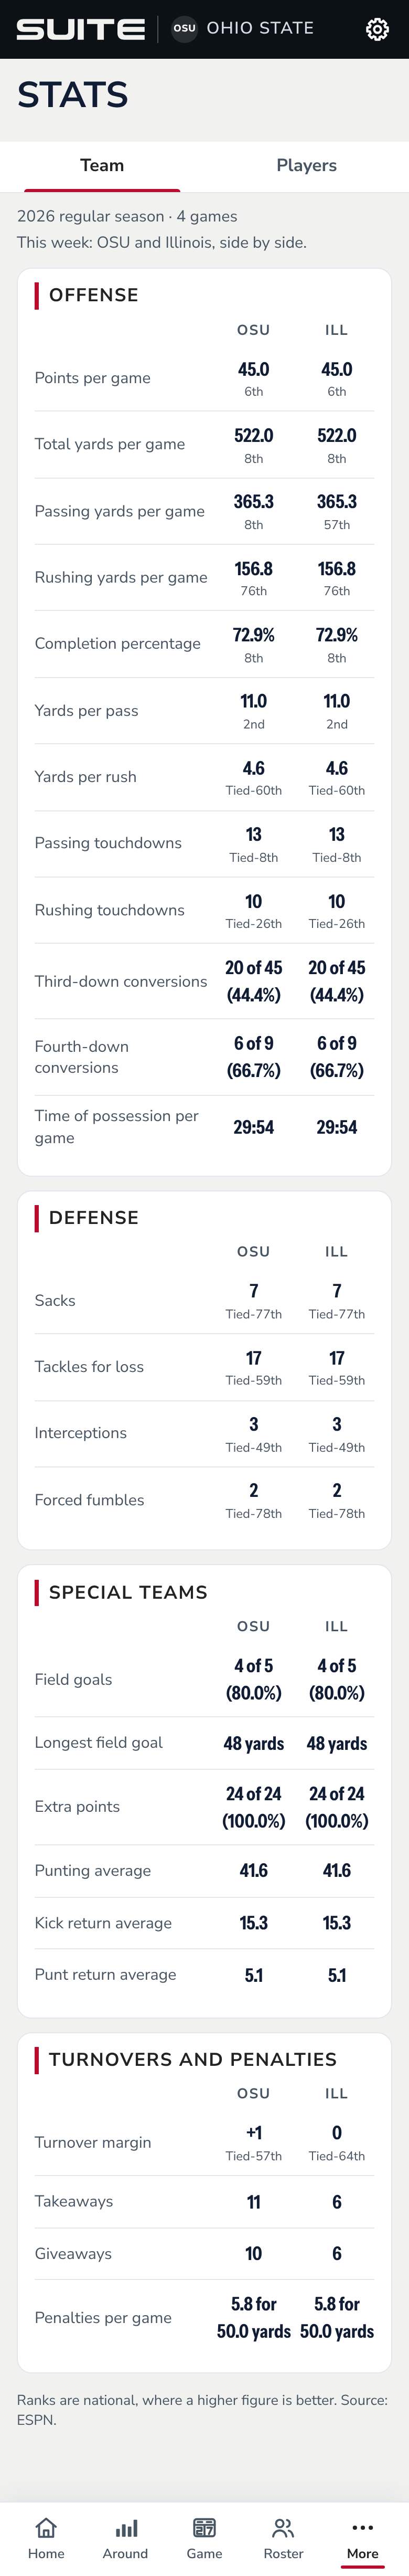 SUITE OSU OHIO STATE
STATS
Team Players
2026 regular season · 4 games
This week: OSU and Illinois, side by side.
OFFENSE
OSU ILL
Points per game 45.0 45.0
6th 6th
Total yards per game 522.0 522.0
8th 8th
Passing yards per game 365.3 365.3
8th 57th
Rushing yards per game 156.8 156.8
76th 76th
Completion percentage 72.9% 72.9%
8th 8th
Yards per pass 11.0 11.0
2nd 2nd
Yards per rush 4.6 4.6
Tied-60th Tied-60th
Passing touchdowns 13 13
Tied-8th Tied-8th
Rushing touchdowns 10 10
Tied-26th Tied-26th
Third-down conversions 20 of 45 20 of 45
(44.4%) (44.4%)
Fourth-down 6 of 9 6 of 9
conversions (66.7%) (66.7%)
Time of possession per
game 29:54 29:54
DEFENSE
OSU ILL
Sacks 7 7
Tied-77th Tied-77th
Tackles for loss 17 17
Tied-59th Tied-59th
Interceptions 3 3
Tied-49th Tied-49th
Forced fumbles 2 2
Tied-78th Tied-78th
SPECIAL TEAMS
OSU ILL
Field goals 4 of 5 4 of 5
(80.0%) (80.0%)
Longest field goal 48 yards 48 yards
Extra points 24 of 24 24 of 24
(100.0%) (100.0%)
Punting average 41.6 41.6
Kick return average 15.3 15.3
Punt return average 5.1 5.1
TURNOVERS AND PENALTIES
OSU ILL
Turnover margin +1 0
Tied-57th Tied-64th
Takeaways 11 6
Giveaways 10 6
Penalties per game 5.8 for 5.8 for
50.0 yards 50.0 yards
Ranks are national, where a higher figure is better. Source:
ESPN.
Home Around Game Roster More